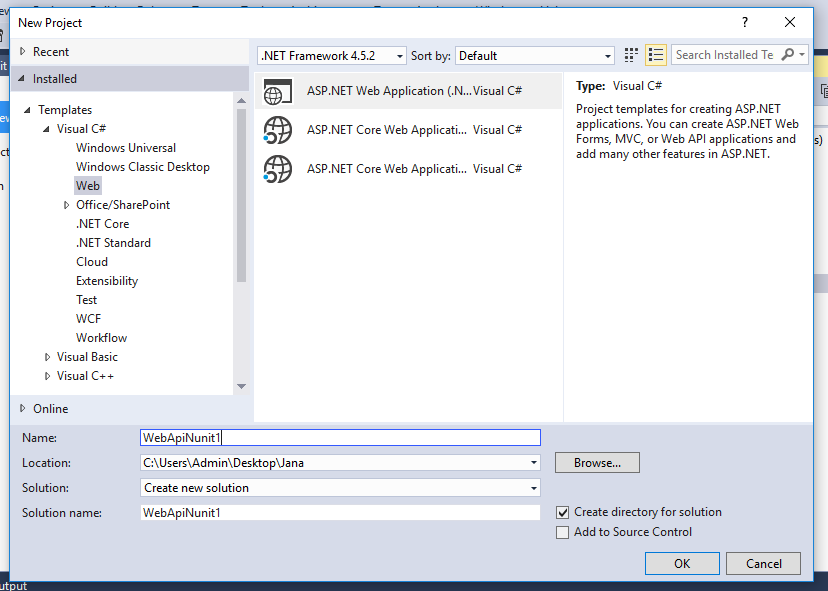 New Project
?
Recent
.NET Framework 4.5.2
Sort by:
Default
Search Installed Te
Installed
Templates
Visual C#
Windows Universal
Windows Classic Desktop
Web
Office/SharePoint
.NET Core
.NET Standard
Cloud
Extensibility
Test
WCF
Workflow
Visual Basic
Visual C++
Online
ASP.NET Web Application (.N... Visual C#
ASP.NET Core Web Applicati... Visual C#
ASP.NET Core Web Applicati... Visual C#
Type: Visual C#
Project templates for creating ASP.NET
applications. You can create ASP.NET Web
Forms, MVC, or Web API applications and
add many other features in ASP.NET.
Name:
WebApiNunit1
Location:
C:\Users\Admin\Desktop\Jana
Browse...
Solution:
Create new solution
Solution name:
WebApiNunit1
Create directory for solution
Add to Source Control
OK
Cancel
utput